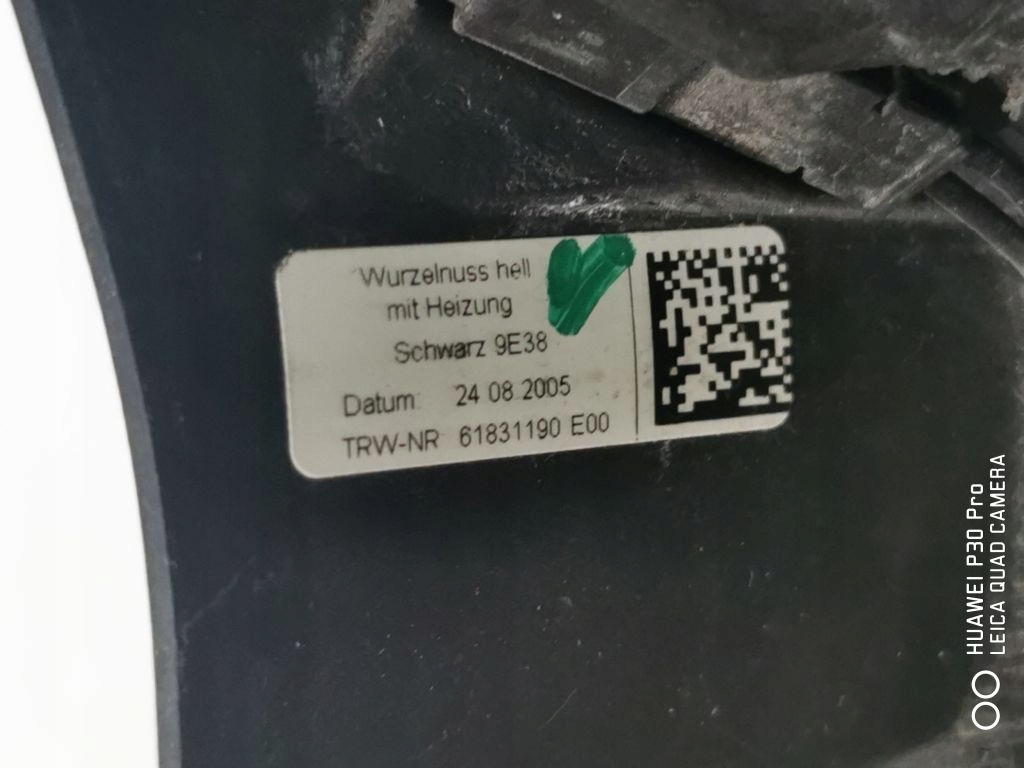 Wurzelnuss hell
mit Heizung
Schwarz 9E38
Datum: 24 08 2005
TRW-NR 61831190 E00
HUAWEI P30 Pro
LEICA QUAD CAMERA